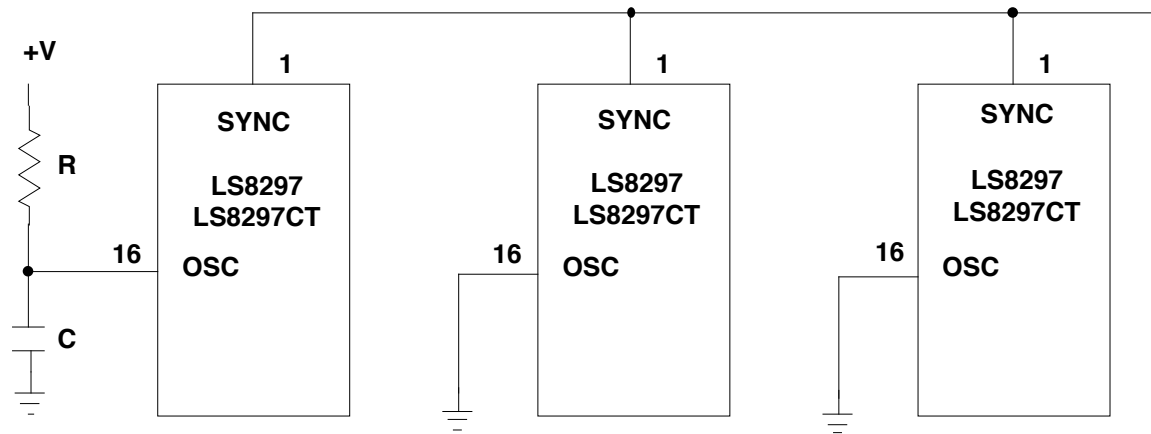 +V
R
C
1
SYNC
LS8297
LS8297CT
16
OSC
1
SYNC
LS8297
LS8297CT
16
OSC
1
SYNC
LS8297
LS8297CT
16
OSC